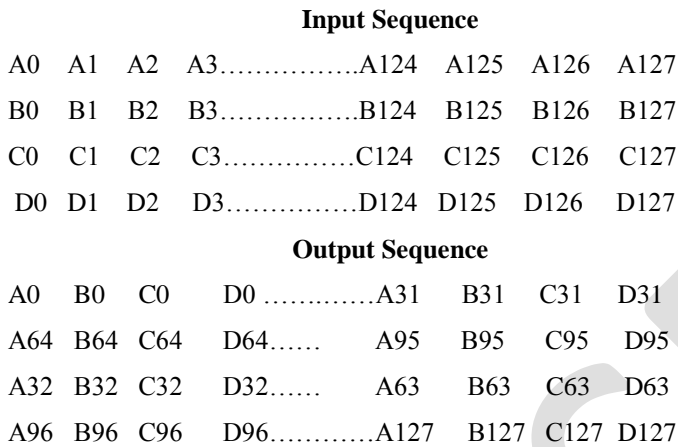 Input Sequence
A0 A1 A2 A3…………….A124 A125 A126 A127
B0 B1 B2 B3…………….B124 B125 B126 B127
C0 C1 C2 C3……………C124 C125 C126 C127
D0 D1 D2 D3……………D124 D125 D126 D127
Output Sequence
A0 B0 C0 D0 …………..A31 B31 C31 D31
A64 B64 C64 D64…… A95 B95 C95 D95
A32 B32 C32 D32…… A63 B63 C63 D63
A96 B96 C96 D96…………A127 B127 C127 D127